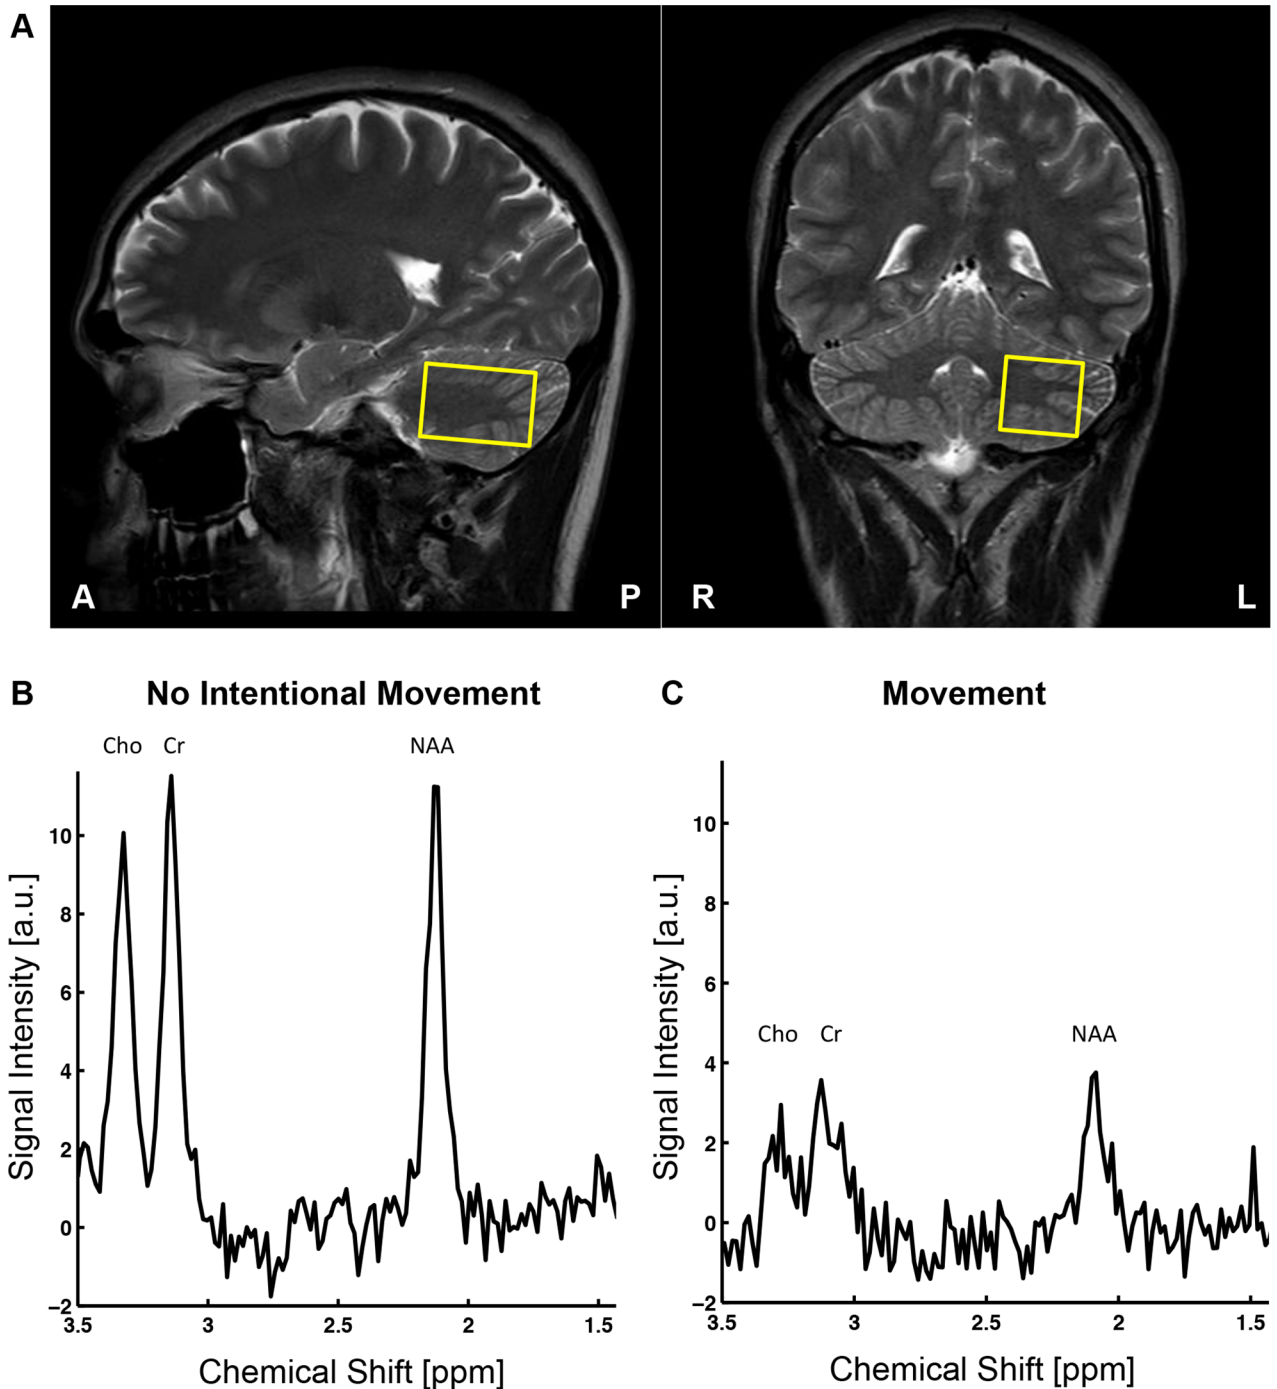 A
A P R L
B No Intentional Movement
Cho Cr NAA
10
8
6
4
2
0
−2
3.5 3 2.5 2 1.5
Signal Intensity [a.u.]
Chemical Shift [ppm]
C Movement
Cho Cr NAA
10
8
6
4
2
0
−2
3.5 3 2.5 2 1.5
Signal Intensity [a.u.]
Chemical Shift [ppm]